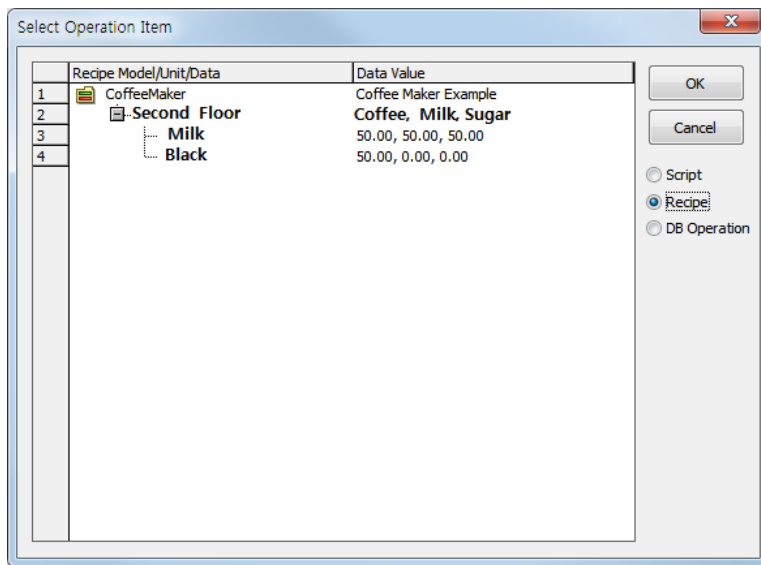 Select Operation Item
Recipe Model/Unit/Data Data Value
1 CoffeeMaker Coffee Maker Example
2 Second Floor Coffee, Milk, Sugar
3 Milk 50.00, 50.00, 50.00
4 Black 50.00, 0.00, 0.00
OK
Cancel
Script
Recipe
DB Operation